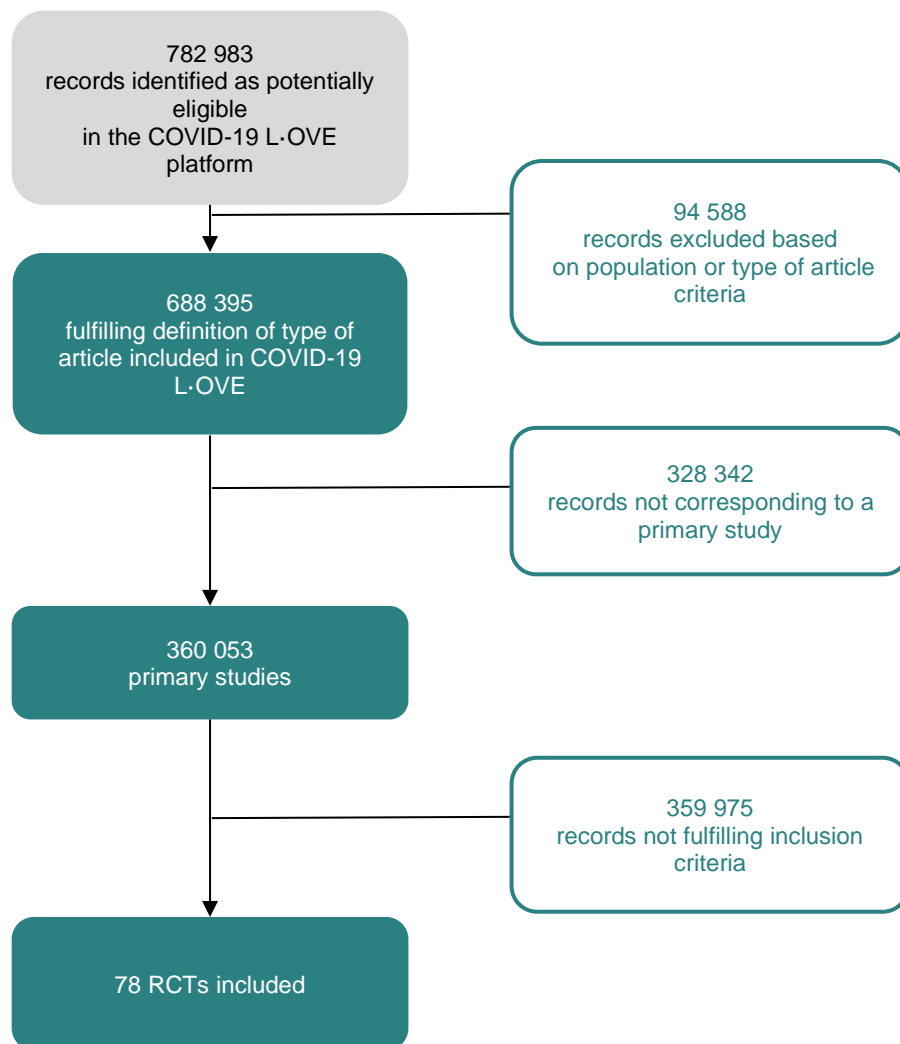 782 983
records identified as potentially
eligible
in the COVID-19 L·OVE
platform
94 588
records excluded based
on population or type of article
criteria
688 395
fulfilling definition of type of
article included in COVID-19
L·OVE
328 342
records not corresponding to a
primary study
360 053
primary studies
359 975
records not fulfilling inclusion
criteria
78 RCTs included